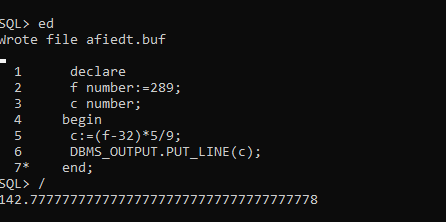 SQL> ed
Wrote file afiedt.buf
1 declare
2 f number:=289;
3 c number;
4 begin
5 c:=(f-32)*5/9;
6 DBMS_OUTPUT.PUT_LINE(c);
7* end;
SQL> /
142.777777777777777777777777777777777778